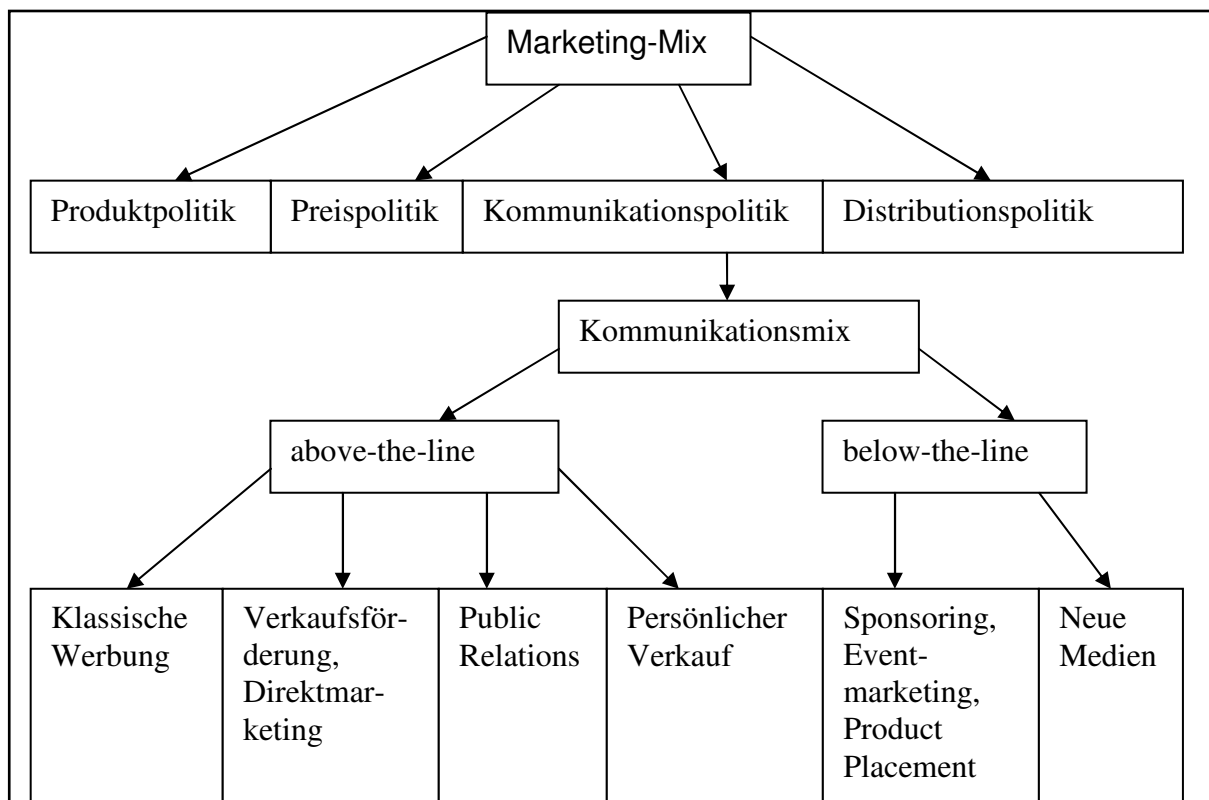 Marketing-Mix
Produktpolitik
Preispolitik
Kommunikationspolitik
Distributionspolitik
Kommunikationsmix
above-the-line
below-the-line
Klassische
Werbung
Verkaufsför-
derung,
Direktmar-
keting
Public
Relations
Persönlicher
Verkauf
Sponsoring,
Event-
marketing,
Product
Placement
Neue
Medien